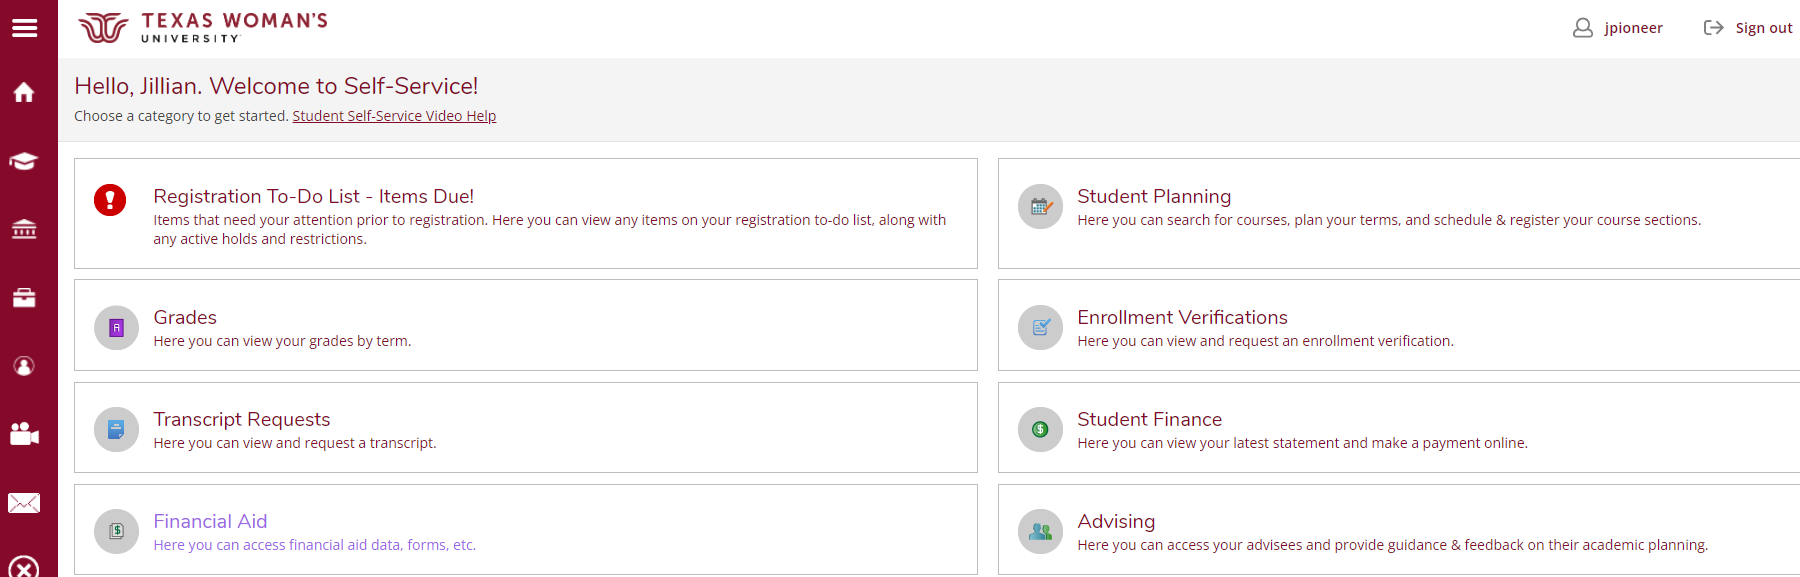 TEXAS WOMAN'S
UNIVERSITY
jpioneer
Sign out
Hello, Jillian. Welcome to Self-Service!
Choose a category to get started. Student Self-Service Video Help
Registration To-Do List - Items Due!
Items that need your attention prior to registration. Here you can view any items on your registration to-do list, along with
any active holds and restrictions.
Student Planning
Here you can search for courses, plan your terms, and schedule & register your course sections.
Grades
Here you can view your grades by term.
Enrollment Verifications
Here you can view and request an enrollment verification.
Transcript Requests
Here you can view and request a transcript.
Student Finance
Here you can view your latest statement and make a payment online.
Financial Aid
Here you can access financial aid data, forms, etc.
Advising
Here you can access your advisees and provide guidance & feedback on their academic planning.